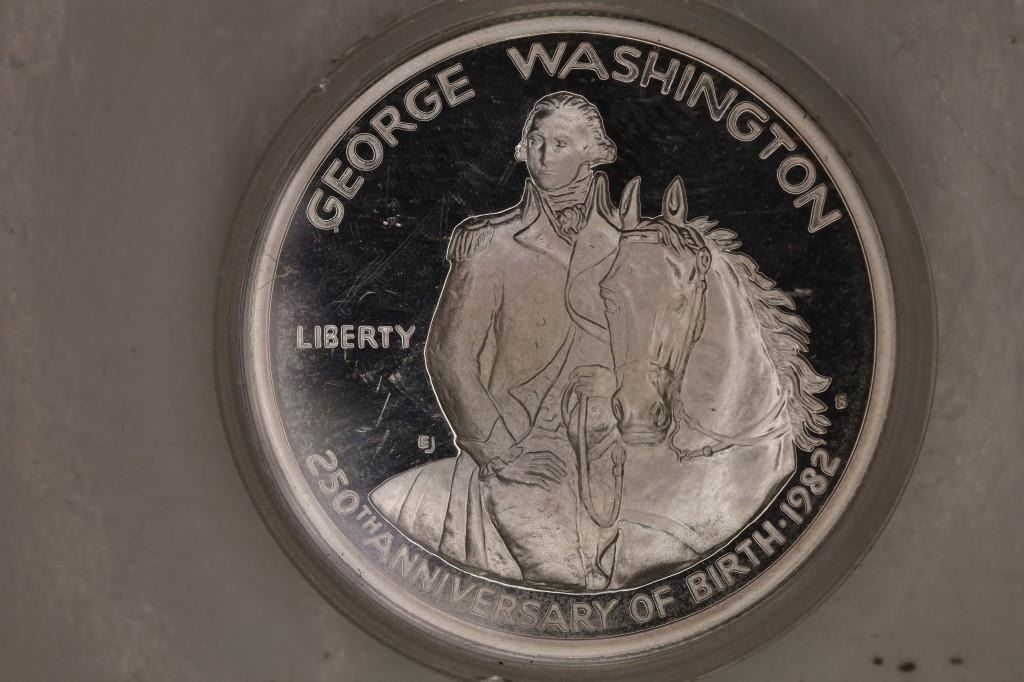 GEORGE WASHINGTON
LIBERTY
EJ
S
250TH ANNIVERSARY OF BIRTH·1982